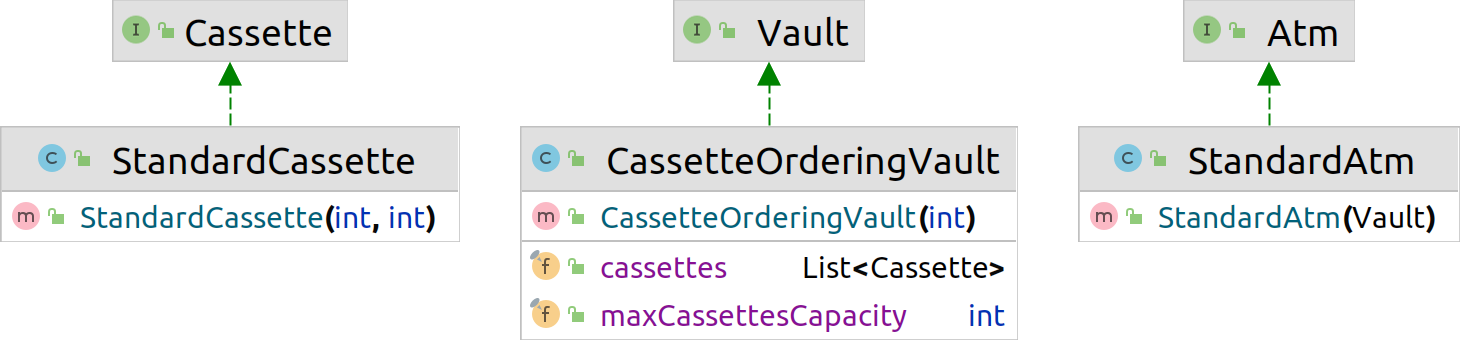 I Cassette
I Vault
I Atm
C StandardCassette
m StandardCassette(int, int)
C CassetteOrderingVault
m CassetteOrderingVault(int)
f cassettes List<Cassette>
f maxCassettesCapacity int
C StandardAtm
m StandardAtm(Vault)